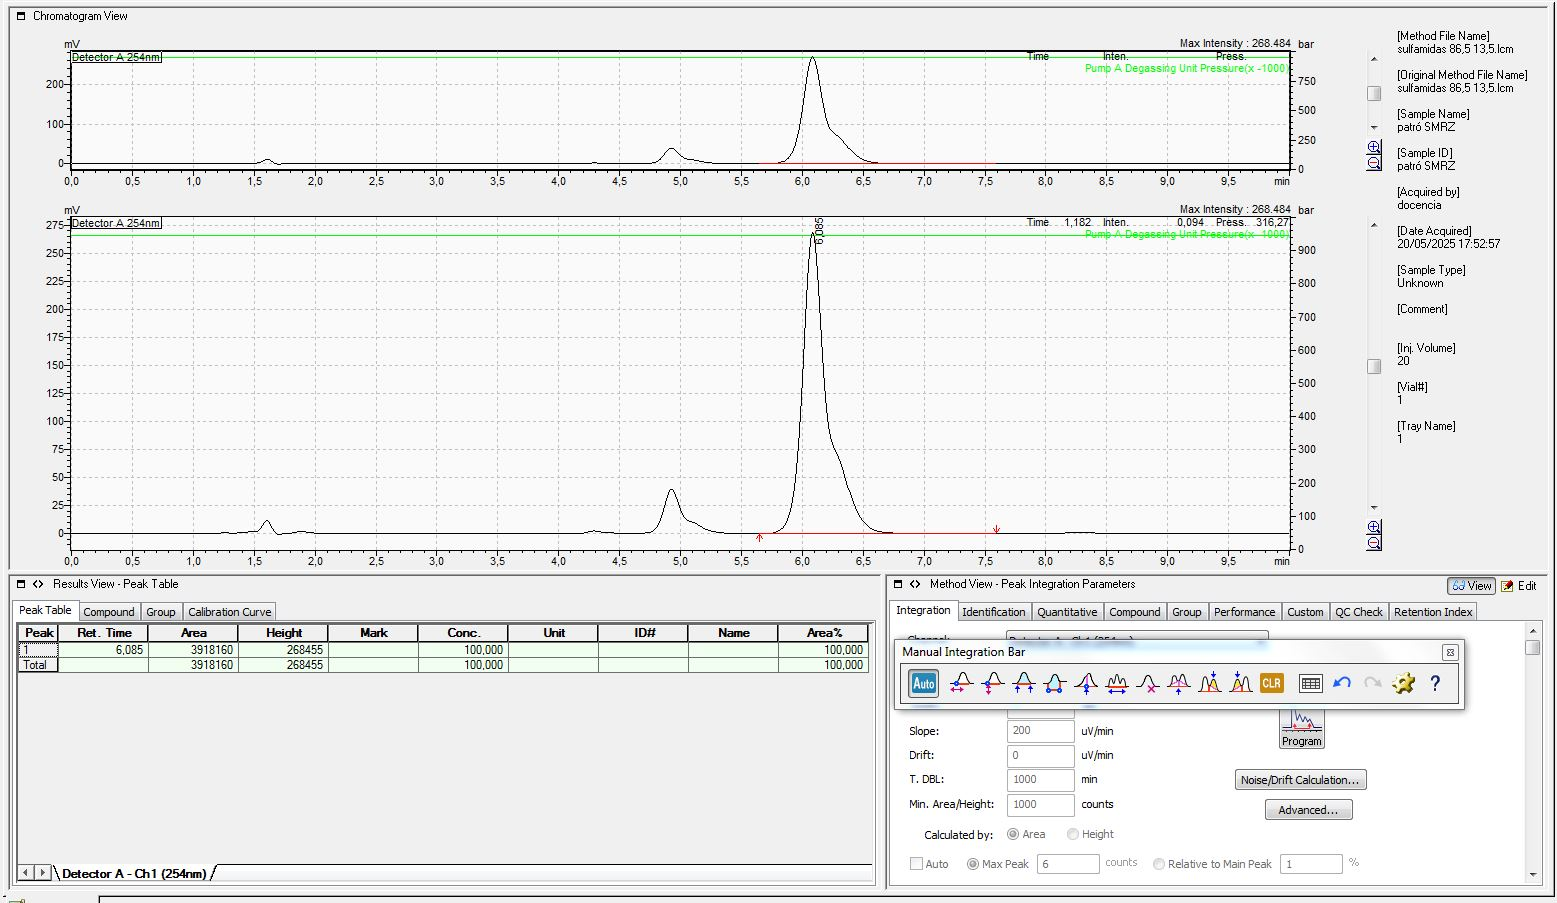 Chromatogram View
mV
Max Intensity : 268.484 bar
Detector A 254nm
Time Inten. Press.
Pump A Degassing Unit Pressure(x -1000)
200
100
0
750
500
250
0
0,0 0,5 1,0 1,5 2,0 2,5 3,0 3,5 4,0 4,5 5,0 5,5 6,0 6,5 7,0 7,5 8,0 8,5 9,0 9,5 min
mV
Max Intensity : 268.484 bar
Detector A 254nm
Time 1,182 Inten. 0,094 Press. 316,27
Pump A Degassing Unit Pressure(x -1000)
6,085
275
250
225
200
175
150
125
100
75
50
25
0
900
800
700
600
500
400
300
200
100
0
0,0 0,5 1,0 1,5 2,0 2,5 3,0 3,5 4,0 4,5 5,0 5,5 6,0 6,5 7,0 7,5 8,0 8,5 9,0 9,5 min
[Method File Name]
sulfamidas 86,5 13,5.lcm
[Original Method File Name]
sulfamidas 86,5 13,5.lcm
[Sample Name]
patró SMRZ
[Sample ID]
patró SMRZ
[Acquired by]
docencia
[Date Acquired]
20/05/2025 17:52:57
[Sample Type]
Unknown
[Comment]
[Inj. Volume]
20
[Vial#]
1
[Tray Name]
1
Results View - Peak Table
Peak Table Compound Group Calibration Curve
Peak Ret. Time Area Height Mark Conc. Unit ID# Name Area%
1 6,085 3918160 268455 100,000 100,000
Total 3918160 268455 100,000 100,000
Detector A - Ch1 (254nm)
Method View - Peak Integration Parameters
View Edit
Integration Identification Quantitative Compound Group Performance Custom QC Check Retention Index
Manual Integration Bar
Auto CLR ?
Program
Slope: 200 uV/min
Drift: 0 uV/min
T. DBL: 1000 min
Min. Area/Height: 1000 counts
Noise/Drift Calculation...
Advanced...
Calculated by: Area Height
Auto Max Peak 6 counts Relative to Main Peak 1 %